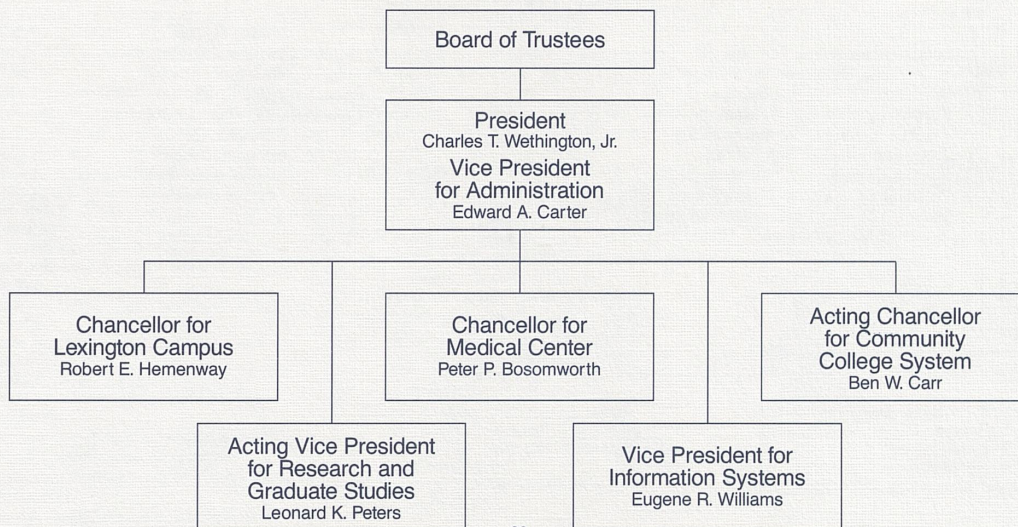 Board of Trustees
President
Charles T. Wethington, Jr.
Vice President
for Administration
Edward A. Carter
Chancellor for
Lexington Campus
Robert E. Hemenway
Chancellor for
Medical Center
Peter P. Bosomworth
Acting Chancellor
for Community
College System
Ben W. Carr
Acting Vice President
for Research and
Graduate Studies
Leonard K. Peters
Vice President for
Information Systems
Eugene R. Williams